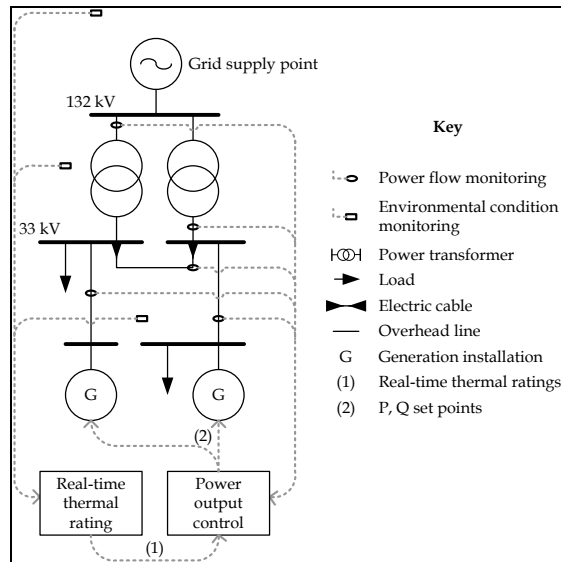 Grid supply point
132 kV
33 kV
G
G
(2)
Real-time
thermal
rating
Power
output
control
(1)
Key
Power flow monitoring
Environmental condition
monitoring
Power transformer
Load
Electric cable
Overhead line
G Generation installation
(1) Real-time thermal ratings
(2) P, Q set points